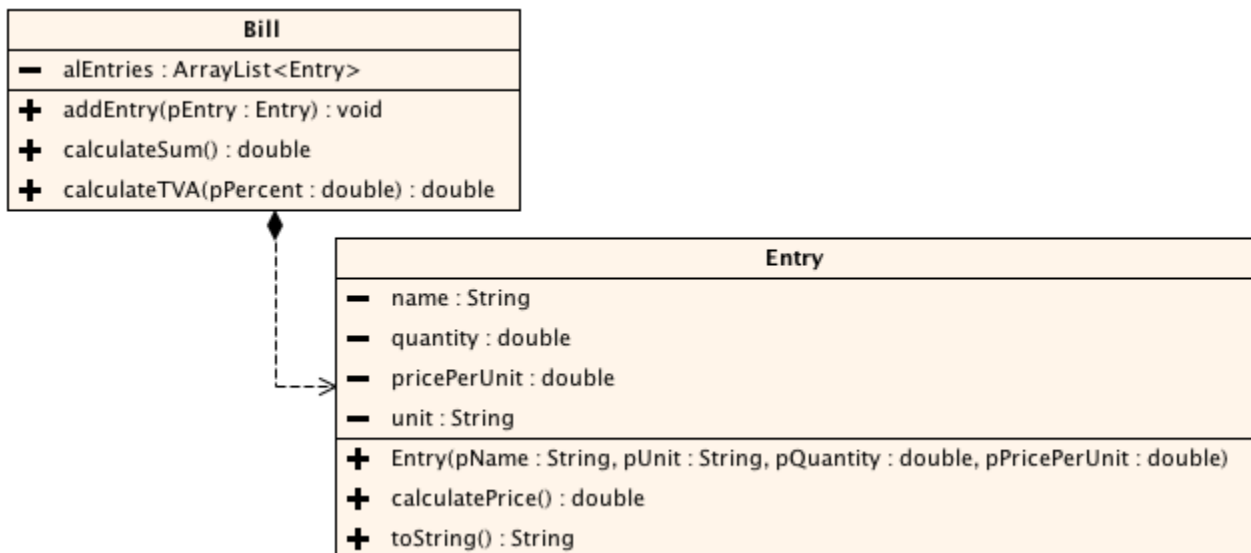 Bill
alEntries : ArrayList<Entry>
addEntry(pEntry : Entry) : void
calculateSum() : double
calculateTVA(pPercent : double) : double
Entry
name : String
quantity : double
pricePerUnit : double
unit : String
Entry(pName : String, pUnit : String, pQuantity : double, pPricePerUnit : double)
calculatePrice() : double
toString() : String